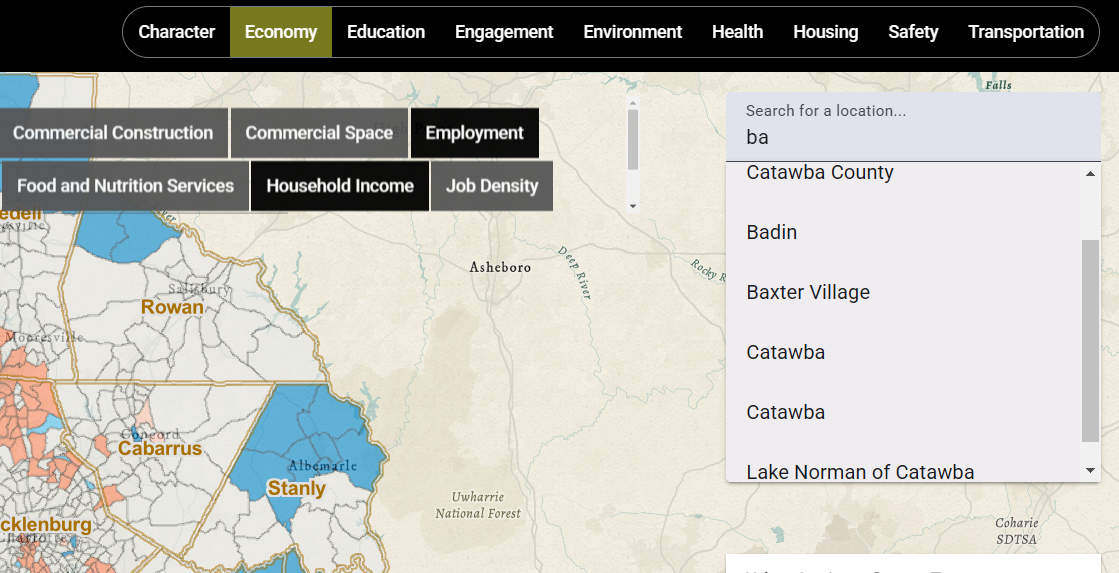 Character Economy Education Engagement Environment Health Housing Safety Transportation
Falls
Search for a location...
ba
Commercial Construction Commercial Space Employment
Food and Nutrition Services Household Income Job Density
Catawba County
Badin
Baxter Village
Catawba
Catawba
Lake Norman of Catawba
edell
River
Asheboro
Deep River
Rocky R
Salisbury
Rowan
Mooresville
Concord
Cabarrus
Albemarle
Stanly
Uwharrie
National Forest
cklenburg
Charlotte
Coharie
SDTSA